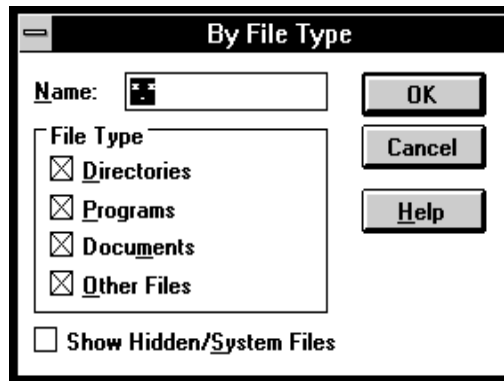 By File Type
Name: *.*
OK
File Type
Cancel
Directories
Programs
Help
Documents
Other Files
Show Hidden/System Files